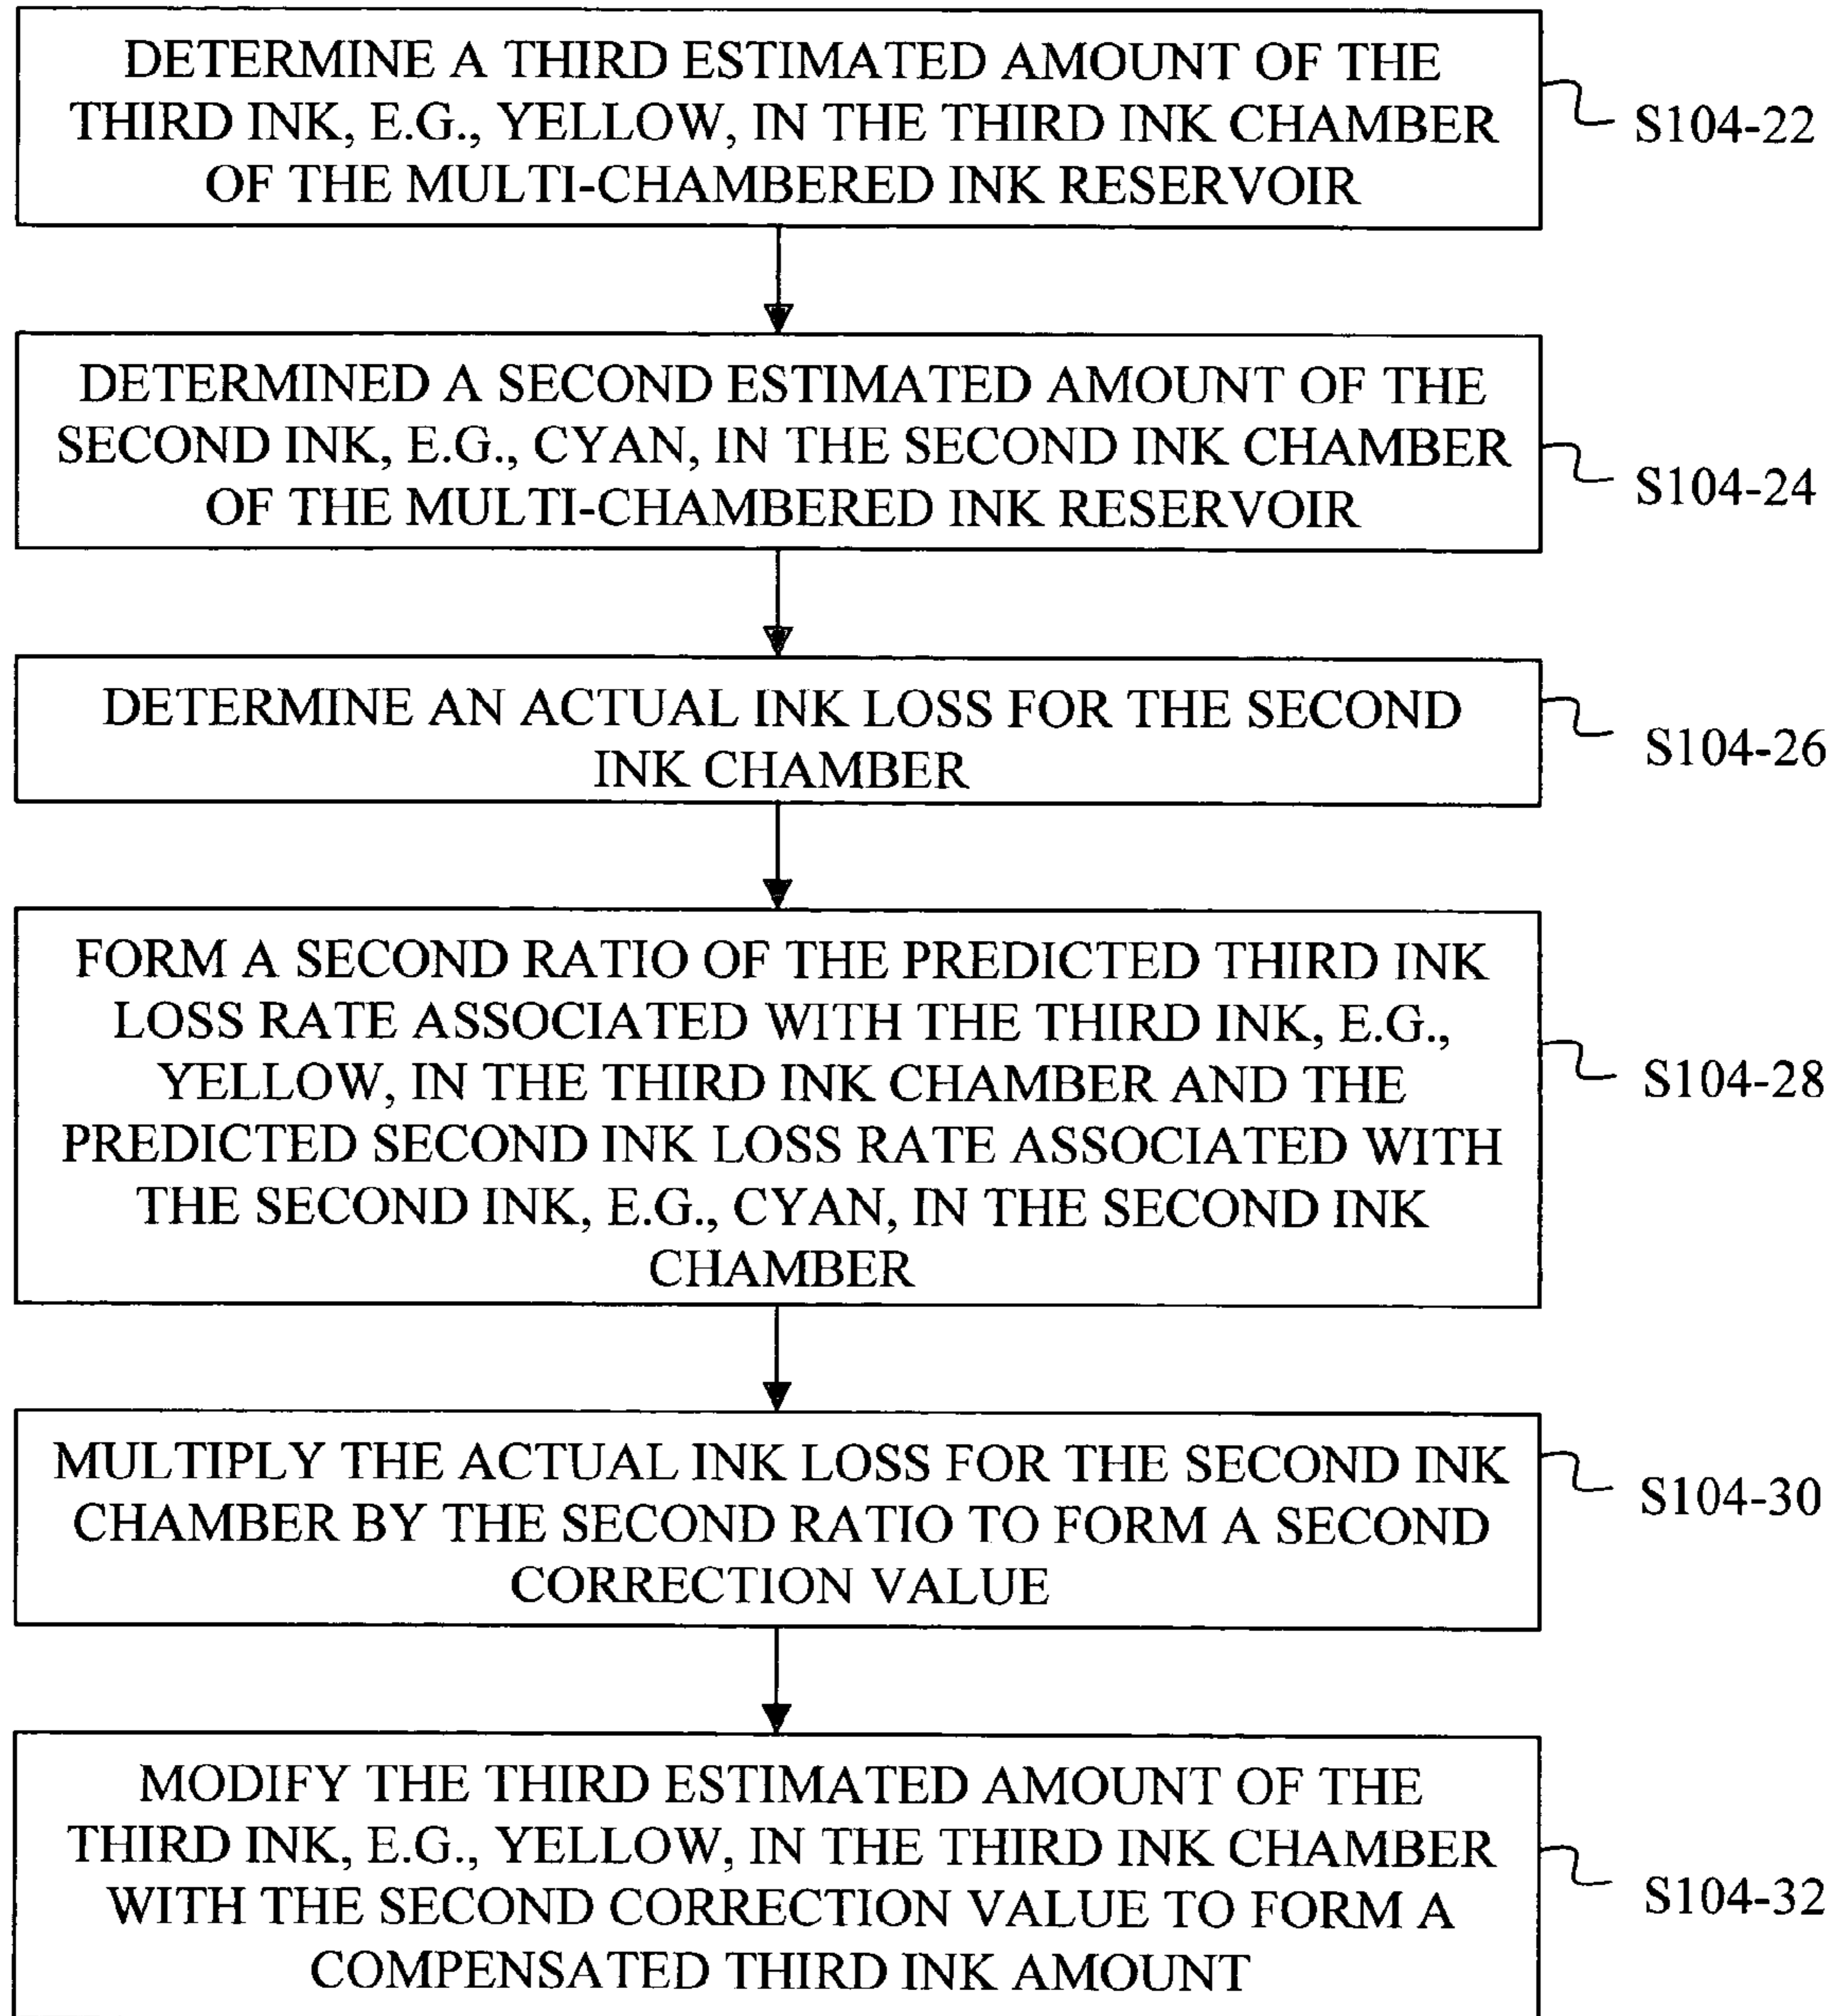 DETERMINE A THIRD ESTIMATED AMOUNT OF THE
THIRD INK, E.G., YELLOW, IN THE THIRD INK CHAMBER
OF THE MULTI-CHAMBERED INK RESERVOIR
S104-22
DETERMINED A SECOND ESTIMATED AMOUNT OF THE
SECOND INK, E.G., CYAN, IN THE SECOND INK CHAMBER
OF THE MULTI-CHAMBERED INK RESERVOIR
S104-24
DETERMINE AN ACTUAL INK LOSS FOR THE SECOND
INK CHAMBER
S104-26
FORM A SECOND RATIO OF THE PREDICTED THIRD INK
LOSS RATE ASSOCIATED WITH THE THIRD INK, E.G.,
YELLOW, IN THE THIRD INK CHAMBER AND THE
PREDICTED SECOND INK LOSS RATE ASSOCIATED WITH
THE SECOND INK, E.G., CYAN, IN THE SECOND INK
CHAMBER
S104-28
MULTIPLY THE ACTUAL INK LOSS FOR THE SECOND INK
CHAMBER BY THE SECOND RATIO TO FORM A SECOND
CORRECTION VALUE
S104-30
MODIFY THE THIRD ESTIMATED AMOUNT OF THE
THIRD INK, E.G., YELLOW, IN THE THIRD INK CHAMBER
WITH THE SECOND CORRECTION VALUE TO FORM A
COMPENSATED THIRD INK AMOUNT
S104-32